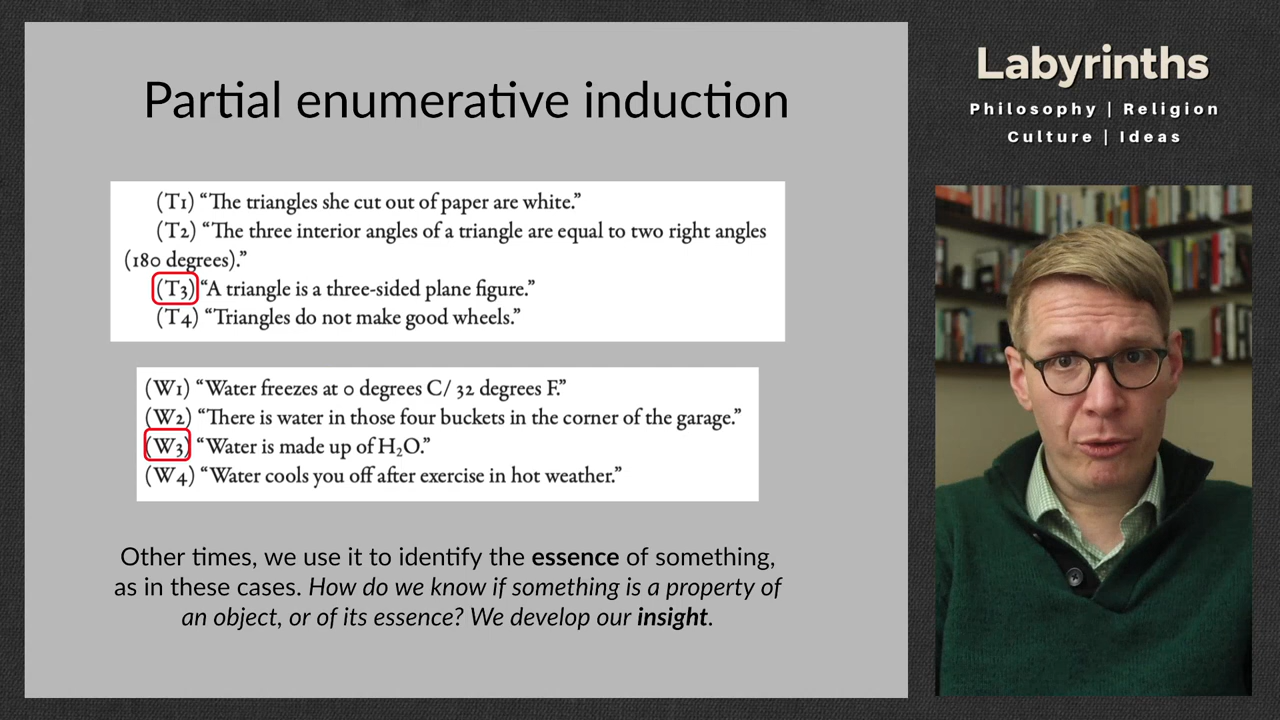 Partial enumerative induction
(T1) “The triangles she cut out of paper are white.”
(T2) “The three interior angles of a triangle are equal to two right angles
(180 degrees).”
(T3) “A triangle is a three-sided plane figure.”
(T4) “Triangles do not make good wheels.”
(W1) “Water freezes at 0 degrees C/ 32 degrees F.”
(W2) “There is water in those four buckets in the corner of the garage.”
(W3) “Water is made up of H₂O.”
(W4) “Water cools you off after exercise in hot weather.”
Other times, we use it to identify the essence of something,
as in these cases. How do we know if something is a property of
an object, or of its essence? We develop our insight.
Labyrinths
Philosophy | Religion
Culture | Ideas